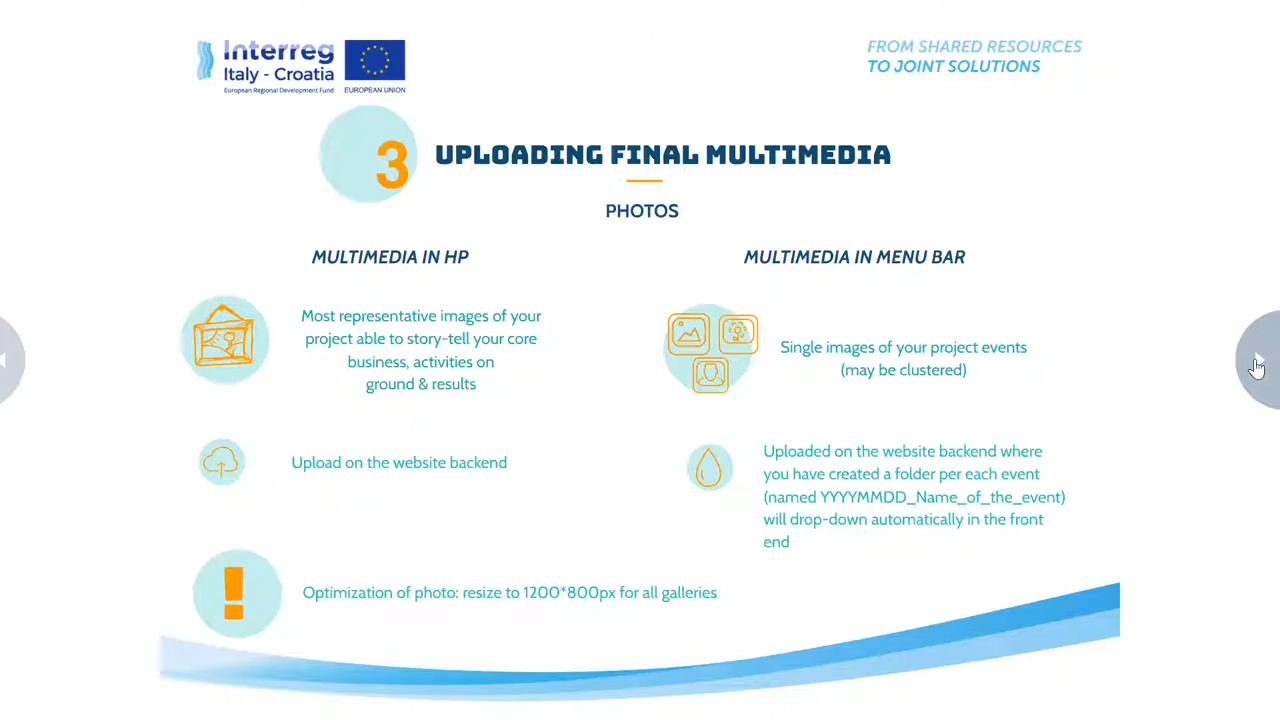 Interreg
Italy - Croatia
European Regional Development Fund
EUROPEAN UNION
FROM SHARED RESOURCES
TO JOINT SOLUTIONS
3
UPLOADING FINAL MULTIMEDIA
PHOTOS
MULTIMEDIA IN HP
Most representative images of your
project able to story-tell your core
business, activities on
ground & results
Upload on the website backend
MULTIMEDIA IN MENU BAR
Single images of your project events
(may be clustered)
Uploaded on the website backend where
you have created a folder per each event
(named YYYYMMDD_Name_of_the_event)
will drop-down automatically in the front
end
!
Optimization of photo: resize to 1200*800px for all galleries